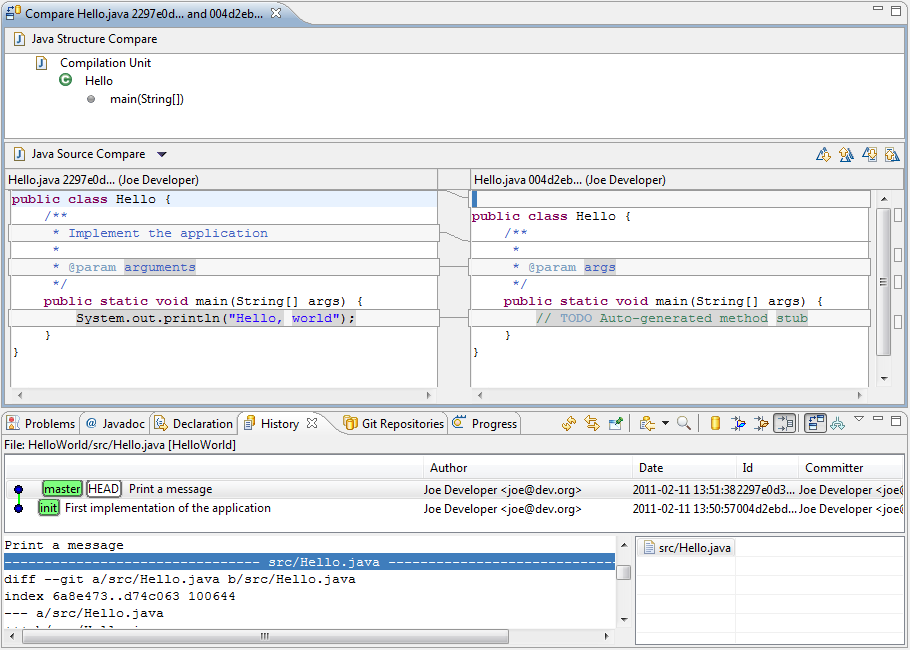 Compare Hello.java 2297e0d... and 004d2eb...
Java Structure Compare
Compilation Unit
Hello
main(String[])
Java Source Compare
Hello.java 2297e0d... (Joe Developer)
public class Hello {
/**
* Implement the application
*
* @param arguments
*/
public static void main(String[] args) {
System.out.println("Hello, world");
}
}
Hello.java 004d2eb... (Joe Developer)
public class Hello {
/**
*
* @param args
*/
public static void main(String[] args) {
// TODO Auto-generated method stub
}
}
Problems @ Javadoc Declaration History Git Repositories Progress
File: HelloWorld/src/Hello.java [HelloWorld]
Author Date Id Committer
master HEAD Print a message Joe Developer <joe@dev.org> 2011-02-11 13:51:38 2297e0d3... Joe Developer <joe@
init First implementation of the application Joe Developer <joe@dev.org> 2011-02-11 13:50:57 004d2ebd... Joe Developer <joe@
Print a message
-------------------------------- src/Hello.java -----------------------------
diff --git a/src/Hello.java b/src/Hello.java
index 6a8e473..d74c063 100644
--- a/src/Hello.java
src/Hello.java